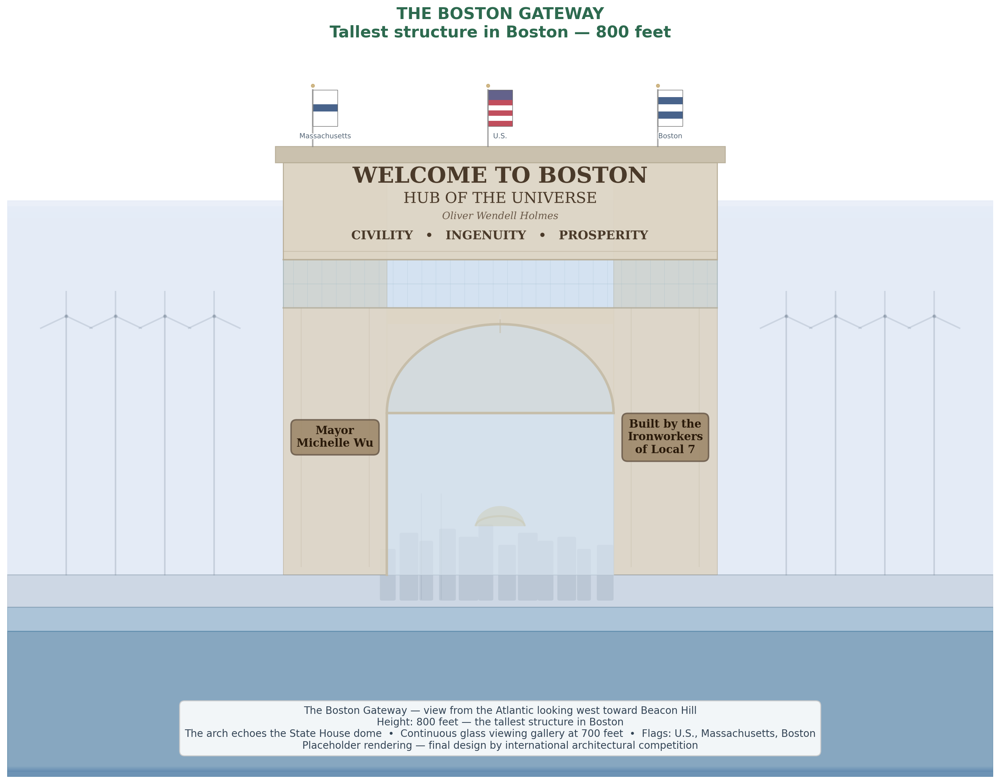 THE BOSTON GATEWAY
Tallest structure in Boston — 800 feet
Massachusetts
U.S.
Boston
WELCOME TO BOSTON
HUB OF THE UNIVERSE
Oliver Wendell Holmes
CIVILITY • INGENUITY • PROSPERITY
Mayor
Michelle Wu
Built by the
Ironworkers
of Local 7
The Boston Gateway — view from the Atlantic looking west toward Beacon Hill
Height: 800 feet — the tallest structure in Boston
The arch echoes the State House dome • Continuous glass viewing gallery at 700 feet • Flags: U.S., Massachusetts, Boston
Placeholder rendering — final design by international architectural competition